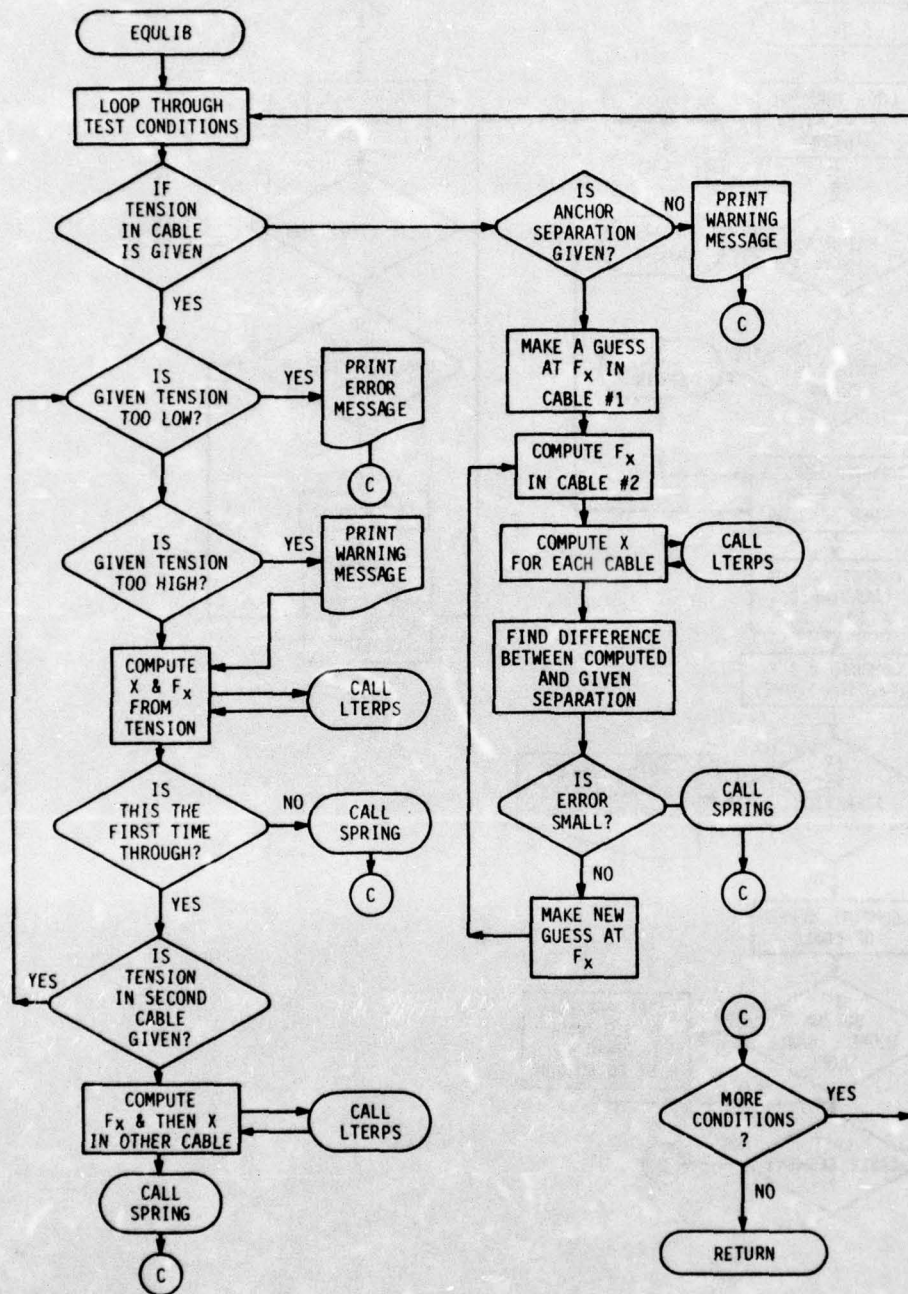 EQULIB
LOOP THROUGH
TEST CONDITIONS
IF
TENSION
IN CABLE
IS GIVEN
YES
IS
GIVEN TENSION
TOO LOW?
YES
PRINT
ERROR
MESSAGE
C
IS
GIVEN TENSION
TOO HIGH?
YES
PRINT
WARNING
MESSAGE
COMPUTE
X & Fx
FROM
TENSION
CALL
LTERPS
IS
THIS THE
FIRST TIME
THROUGH?
NO
CALL
SPRING
C
YES
IS
TENSION
IN SECOND
CABLE
GIVEN?
YES
COMPUTE
Fx & THEN X
IN OTHER CABLE
CALL
LTERPS
CALL
SPRING
C
IS
ANCHOR
SEPARATION
GIVEN?
NO
PRINT
WARNING
MESSAGE
C
MAKE A GUESS
AT Fx IN
CABLE #1
COMPUTE Fx
IN CABLE #2
COMPUTE X
FOR EACH CABLE
CALL
LTERPS
FIND DIFFERENCE
BETWEEN COMPUTED
AND GIVEN
SEPARATION
IS
ERROR
SMALL?
CALL
SPRING
C
NO
MAKE NEW
GUESS AT
Fx
C
MORE
CONDITIONS
?
YES
NO
RETURN